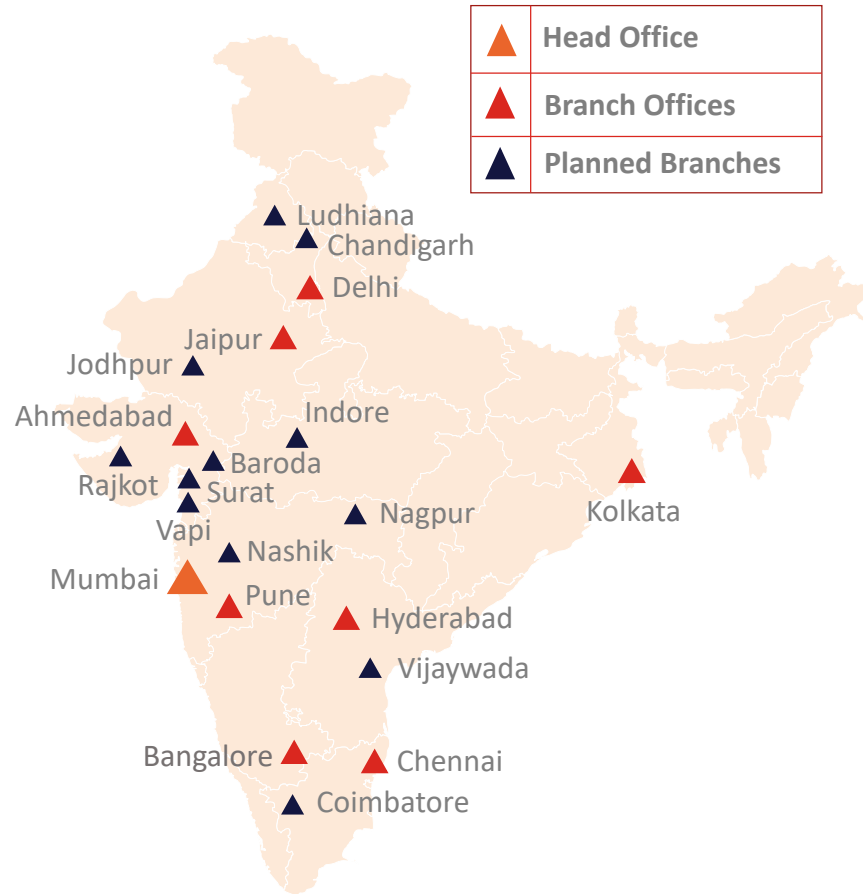 Head Office
Branch Offices
Planned Branches
Ludhiana
Chandigarh
Delhi
Jaipur
Jodhpur
Ahmedabad
Indore
Baroda
Rajkot
Surat
Vapi
Nagpur
Kolkata
Nashik
Mumbai
Pune
Hyderabad
Vijaywada
Bangalore
Chennai
Coimbatore